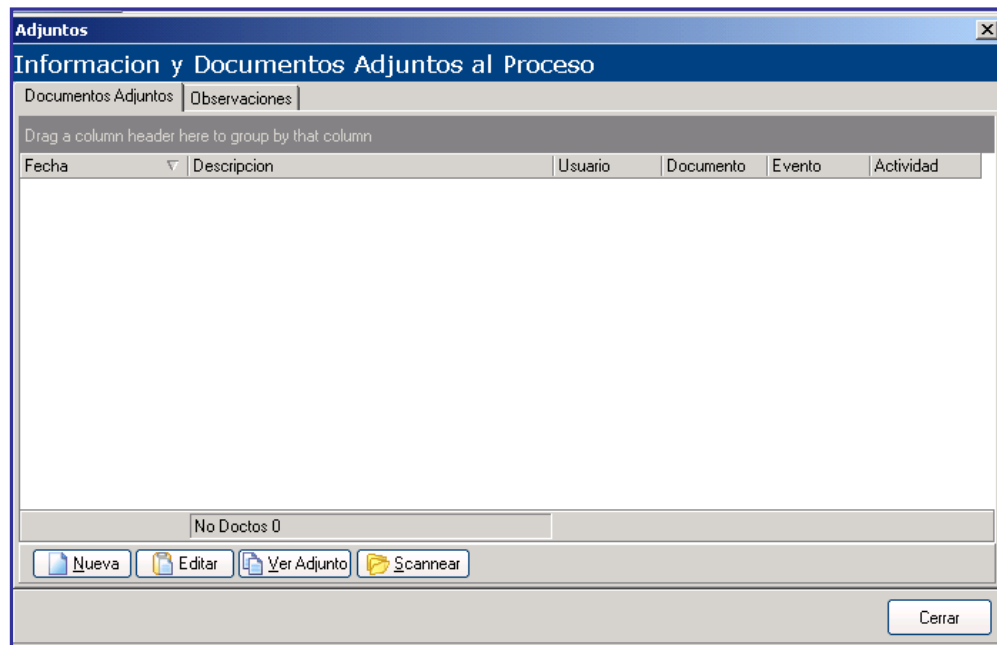 Adjuntos
Informacion y Documentos Adjuntos al Proceso
Documentos Adjuntos Observaciones
Drag a column header here to group by that column
Fecha Descripcion Usuario Documento Evento Actividad
No Doctos 0
Nueva Editar Ver Adjunto Scannear
Cerrar